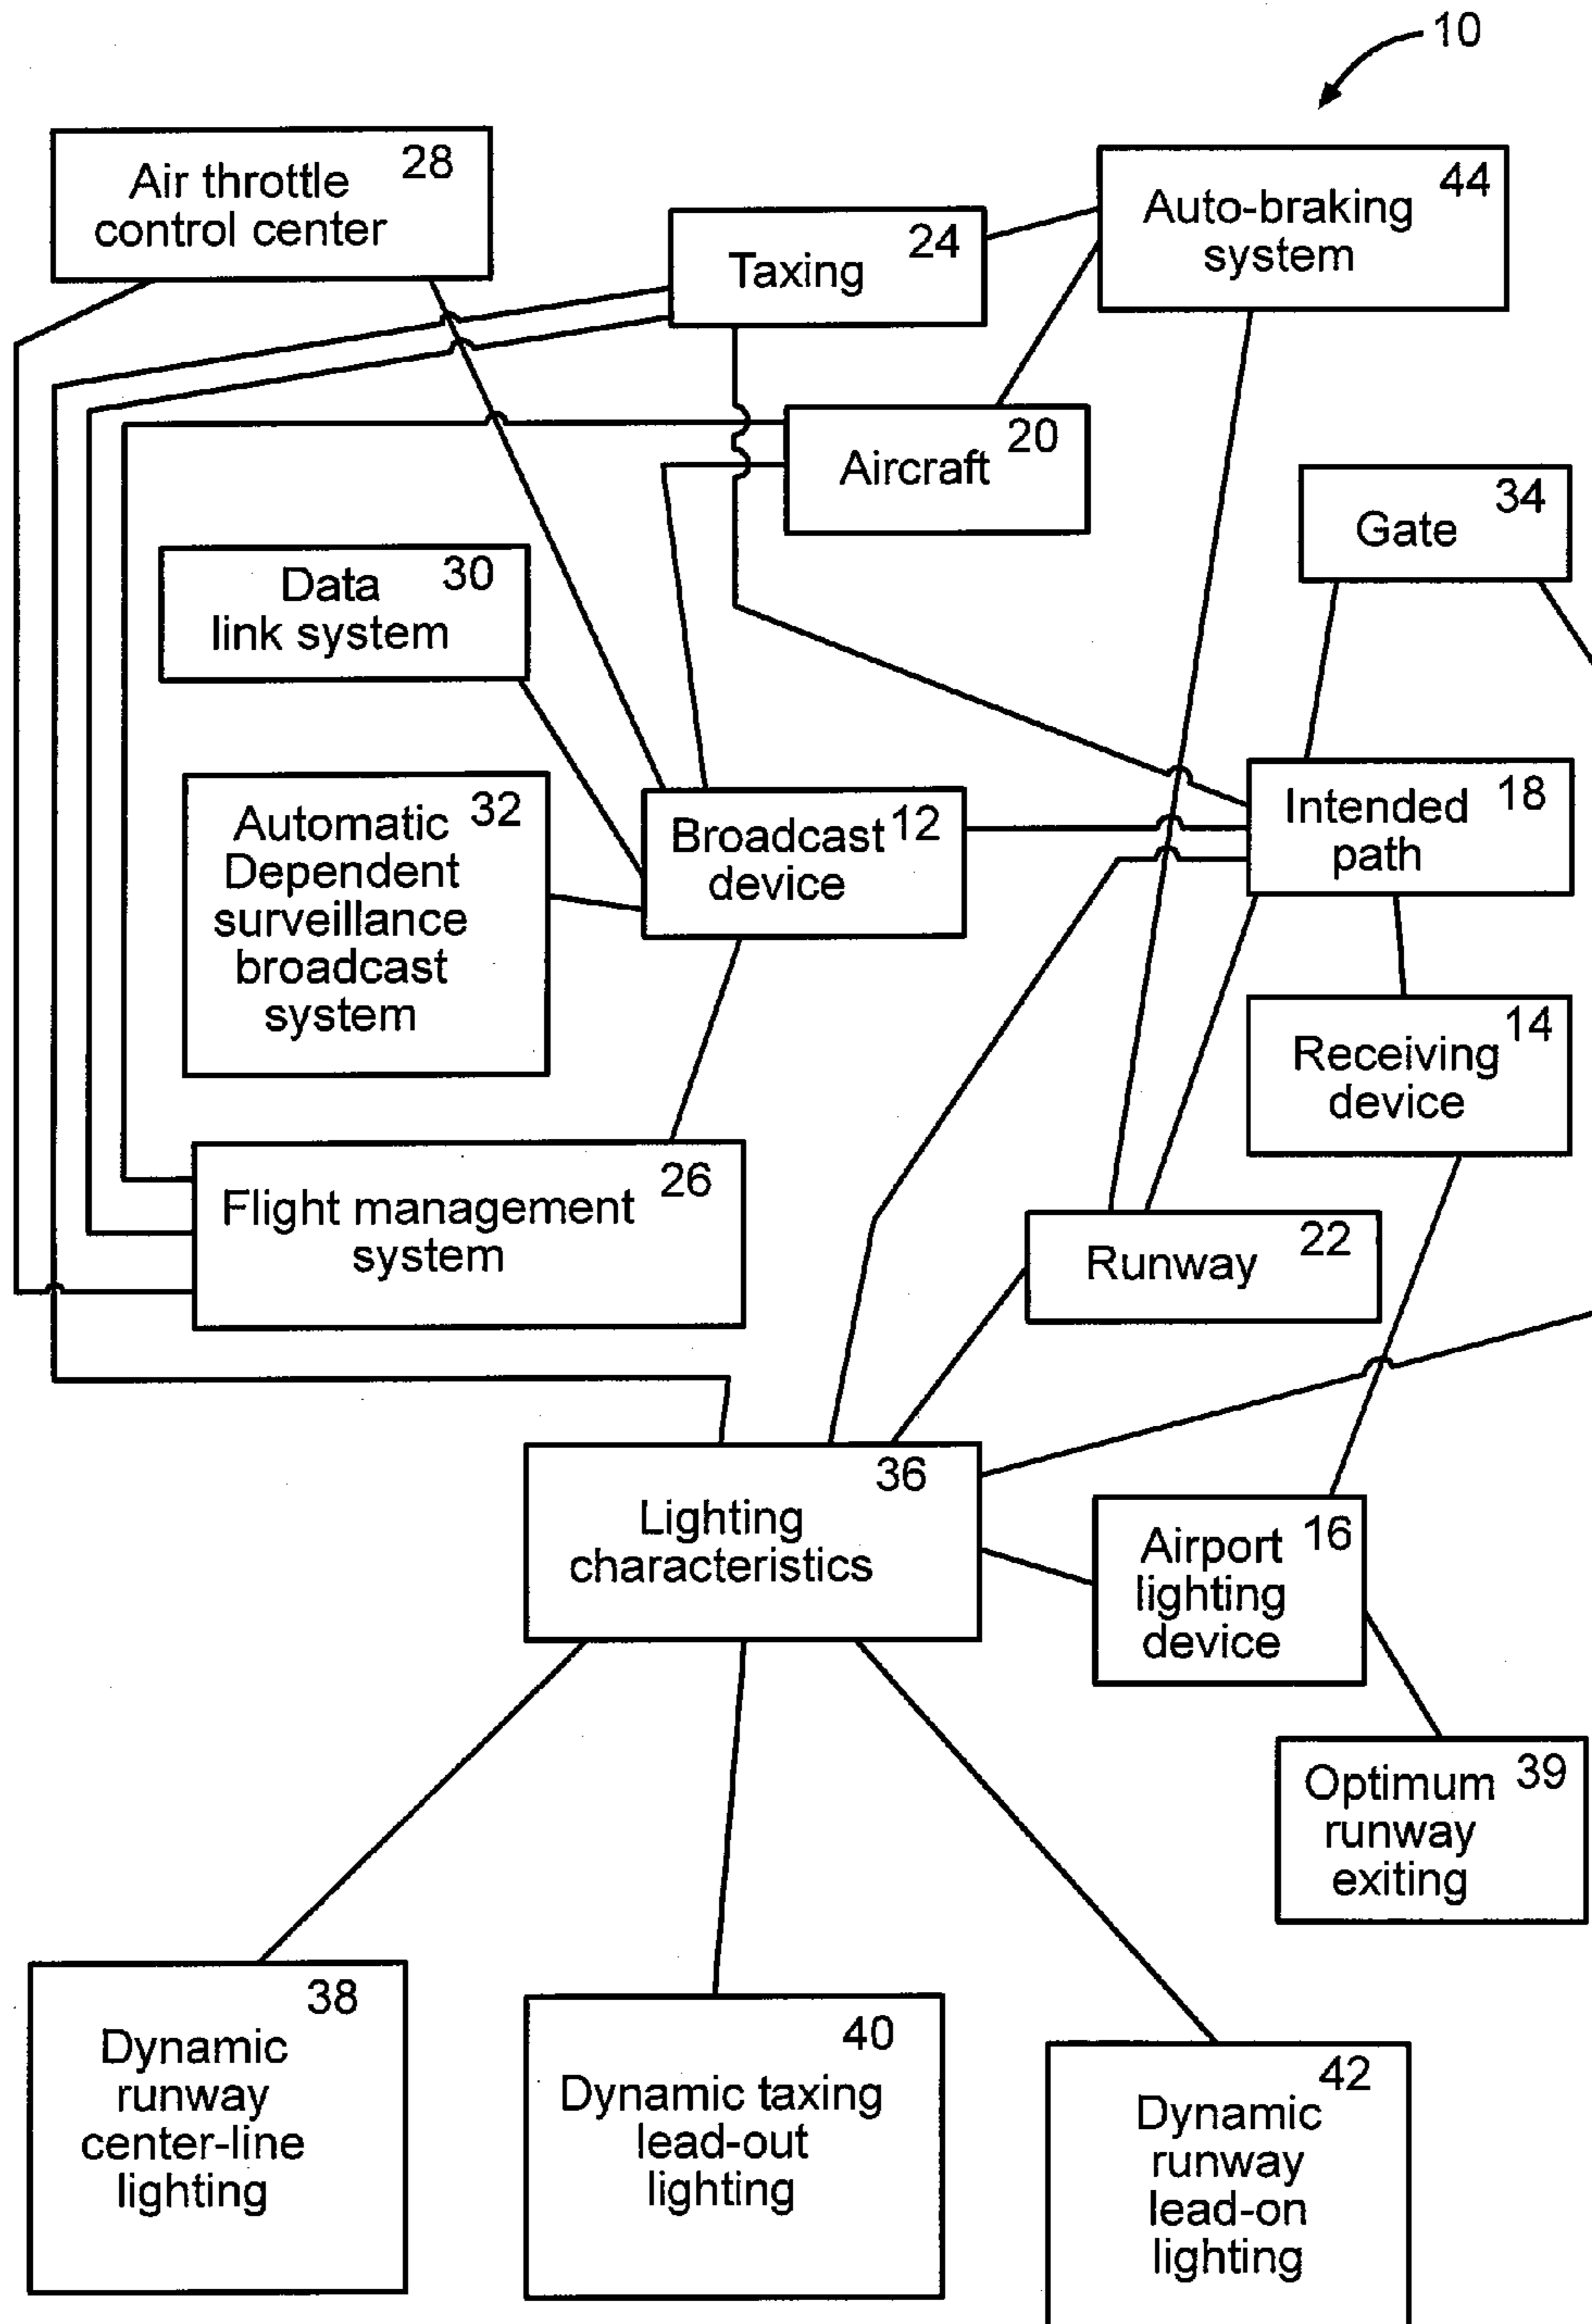 10
28
Air throttle
control center
24
Taxing
44
Auto-braking
system
20
Aircraft
34
Gate
30
Data
link system
32
Automatic
Dependent
surveillance
broadcast
system
12
Broadcast
device
18
Intended
path
14
Receiving
device
26
Flight management
system
22
Runway
36
Lighting
characteristics
16
Airport
lighting
device
39
Optimum
runway
exiting
38
Dynamic
runway
center-line
lighting
40
Dynamic taxing
lead-out
lighting
42
Dynamic
runway
lead-on
lighting